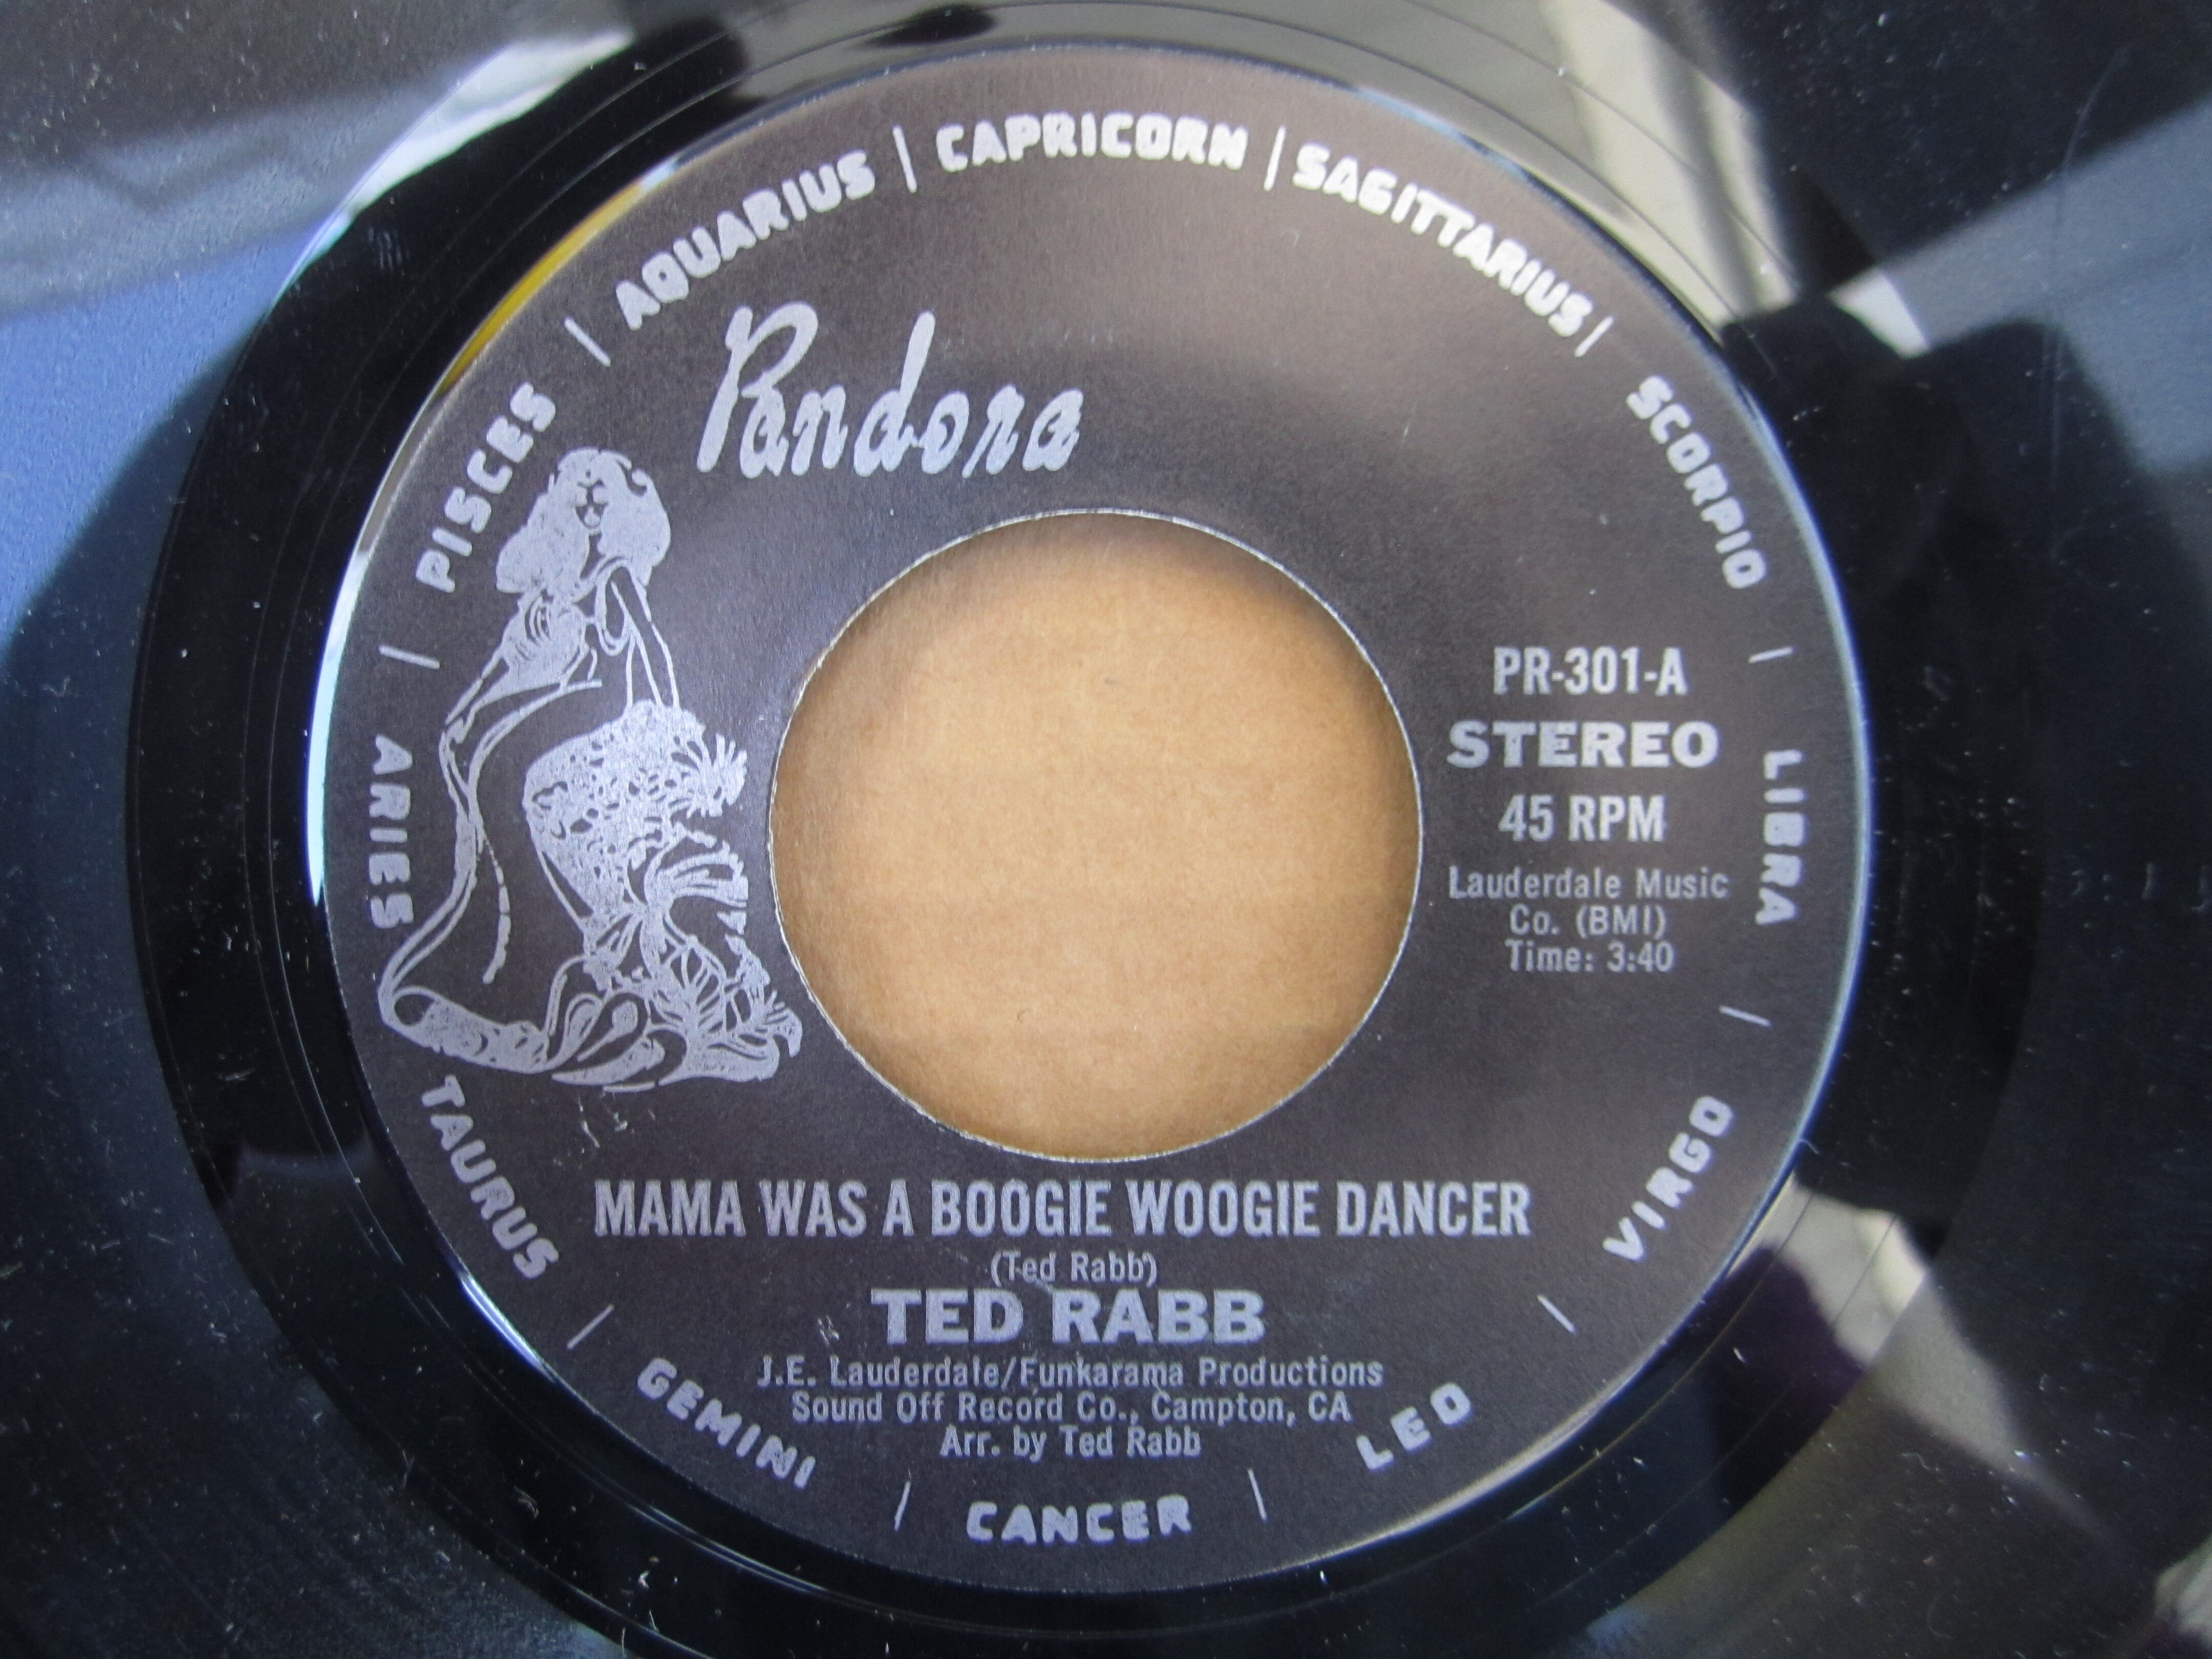 AQUARIUS | CAPRICORN | SAGITTARIUS | SCORPIO | LIBRA | VIRGO | LEO | CANCER | GEMINI | TAURUS ARIES | PISCES |
Pandora
PR-301-A
STEREO
45 RPM
Lauderdale Music
Co. (BMI)
Time: 3:40
MAMA WAS A BOOGIE WOOGIE DANCER
(Ted Rabb)
TED RABB
J.E. Lauderdale/Funkarama Productions
Sound Off Record Co., Campton, CA
Arr. by Ted Rabb